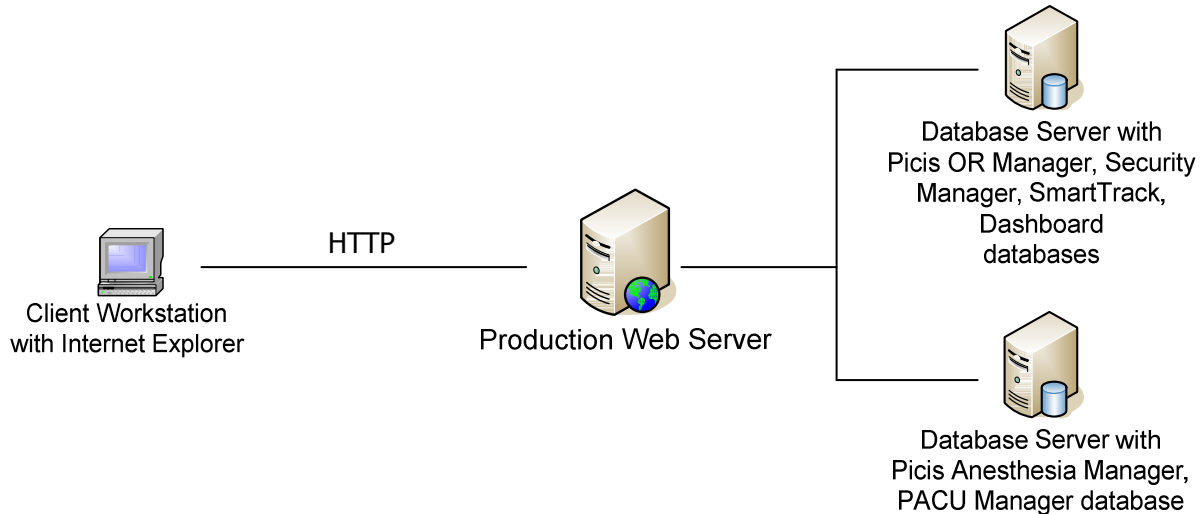 HTTP
Client Workstation
with Internet Explorer
Production Web Server
Database Server with
Picis OR Manager, Security
Manager, SmartTrack,
Dashboard
databases
Database Server with
Picis Anesthesia Manager,
PACU Manager database